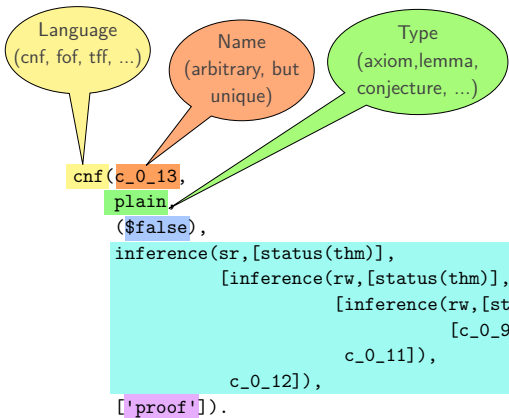 Language
(cnf, fof, tff, ...)
Name
(arbitrary, but
unique)
Type
(axiom,lemma,
conjecture, ...)
cnf(c_0_13,
plain,
($false),
inference(sr,[status(thm)],
[inference(rw,[status(thm)],
[inference(rw,[st
[c_0_9
c_0_11]),
c_0_12]),
['proof']).